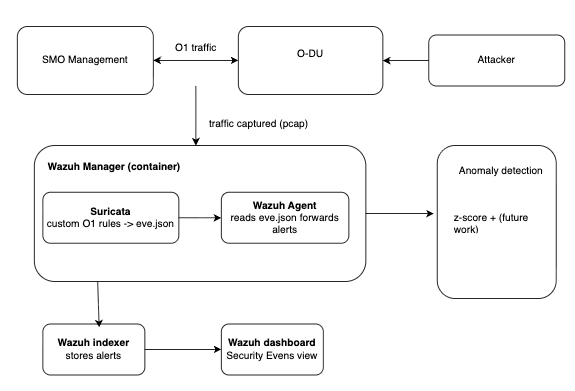 O1 traffic
SMO Management
O-DU
Attacker
traffic captured (pcap)
Wazuh Manager (container)
Suricata
custom O1 rules -> eve.json
Wazuh Agent
reads eve.json forwards
alerts
Anomaly detection
z-score + (future
work)
Wazuh indexer
stores alerts
Wazuh dashboard
Security Evens view